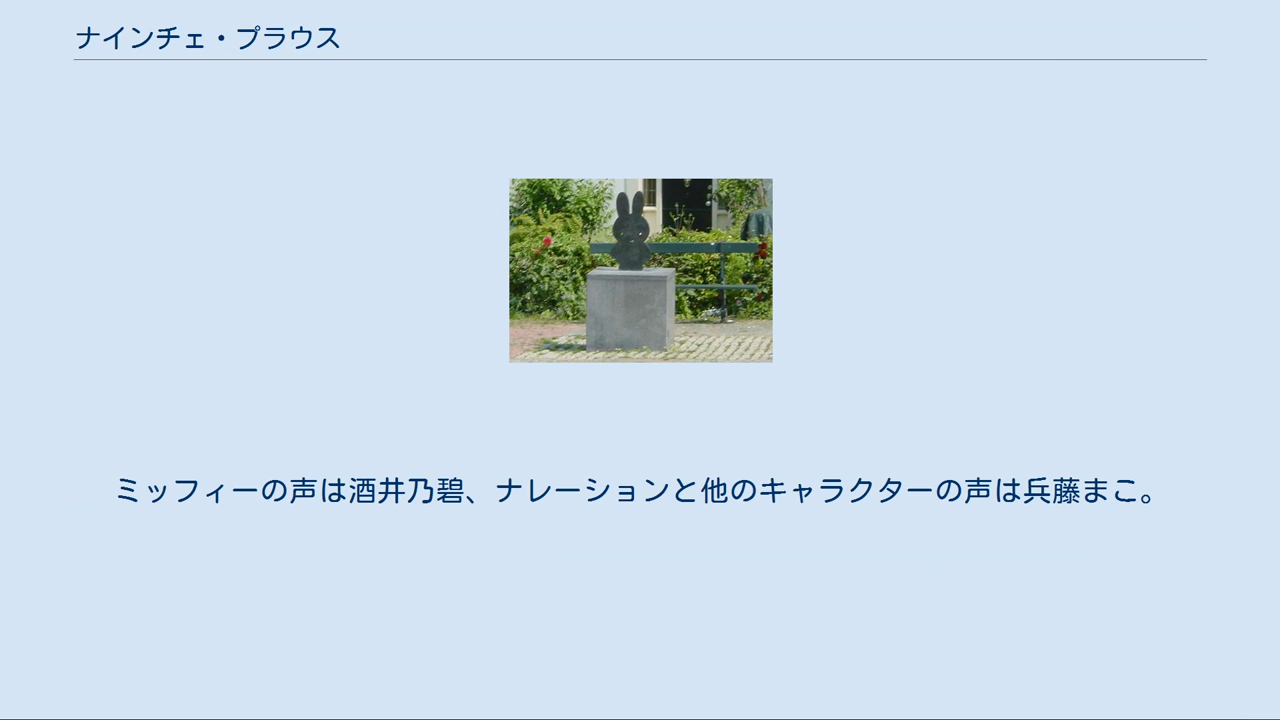 ナインチェ・プラウス
ミッフィーの声は酒井乃碧、ナレーションと他のキャラクターの声は兵藤まこ。